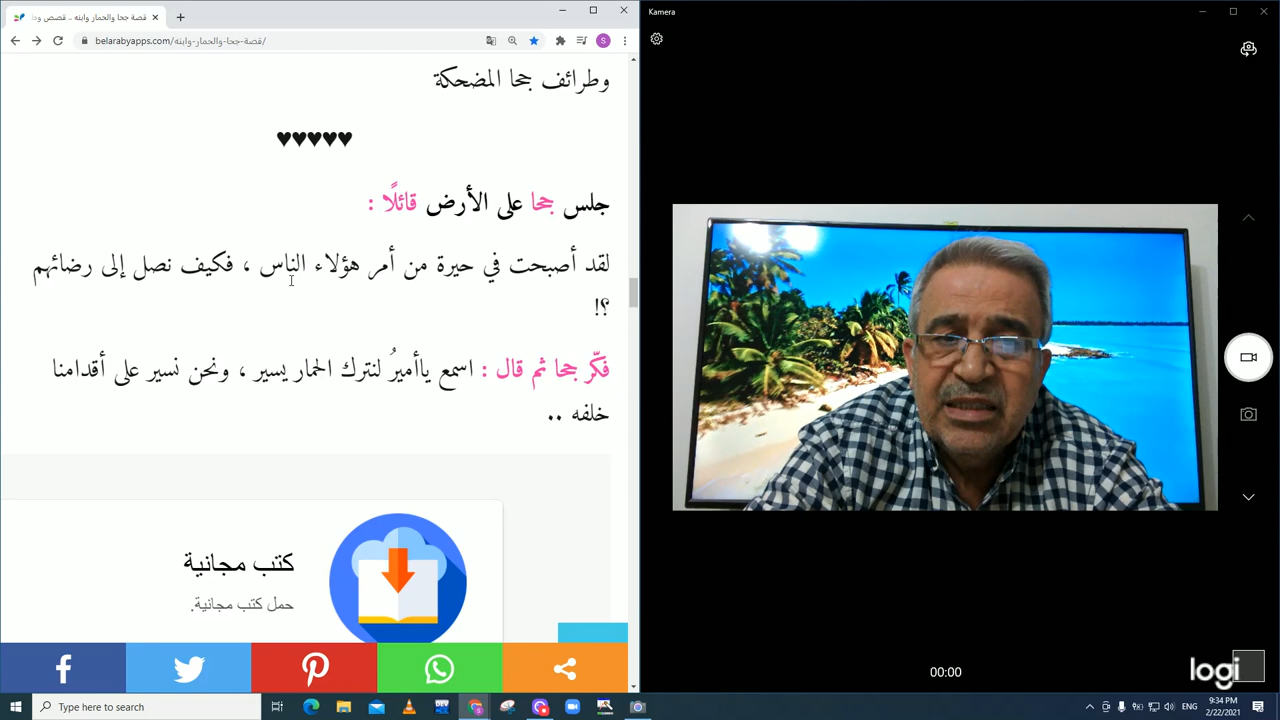 قصة جحا والحمار وابنه .. قصص ودا
belarabyapps.com/قصة-جحا-والحمار-وابنه/
وطرائف جحا المضحكة
♥♥♥♥♥
جلس جحا على الأرض قائلًا :
لقد أصبحت في حيرة من أمر هؤلاء الناس ، فكيف نصل إلى رضائهم
؟!
فكّر جحا ثم قال : اسمع ياأميرُ لنترك الحمار يسير ، ونحن نسير على أقدامنا
خلفه ..
كتب مجانية
حمل كتب مجانية.
Type here to search
Kamera
00:00
logi
ENG
9:34 PM
2/22/2021